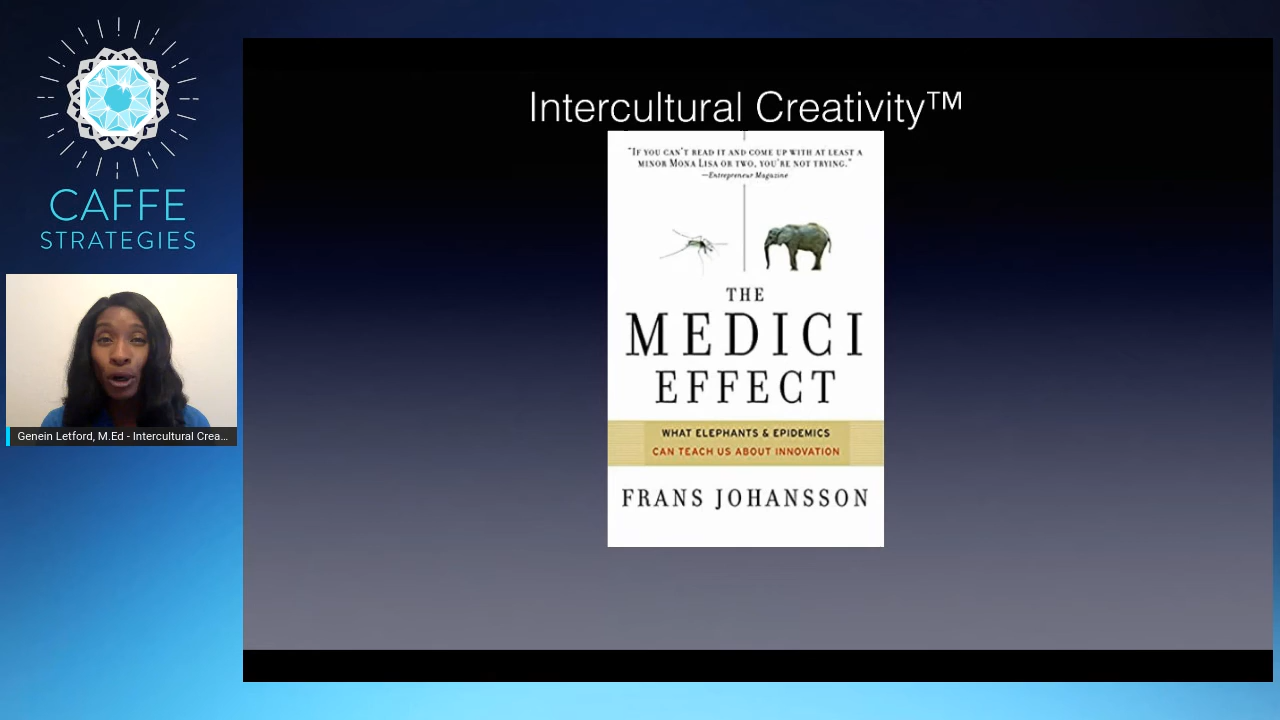 CAFFE
STRATEGIES
Genein Letford, M.Ed - Intercultural Crea...
Intercultural Creativity™
"IF YOU CAN'T READ IT AND COME UP WITH AT LEAST A
MINOR MONA LISA OR TWO, YOU'RE NOT TRYING."
—Entrepreneur Magazine
THE
MEDICI
EFFECT
WHAT ELEPHANTS & EPIDEMICS
CAN TEACH US ABOUT INNOVATION
FRANS JOHANSSON